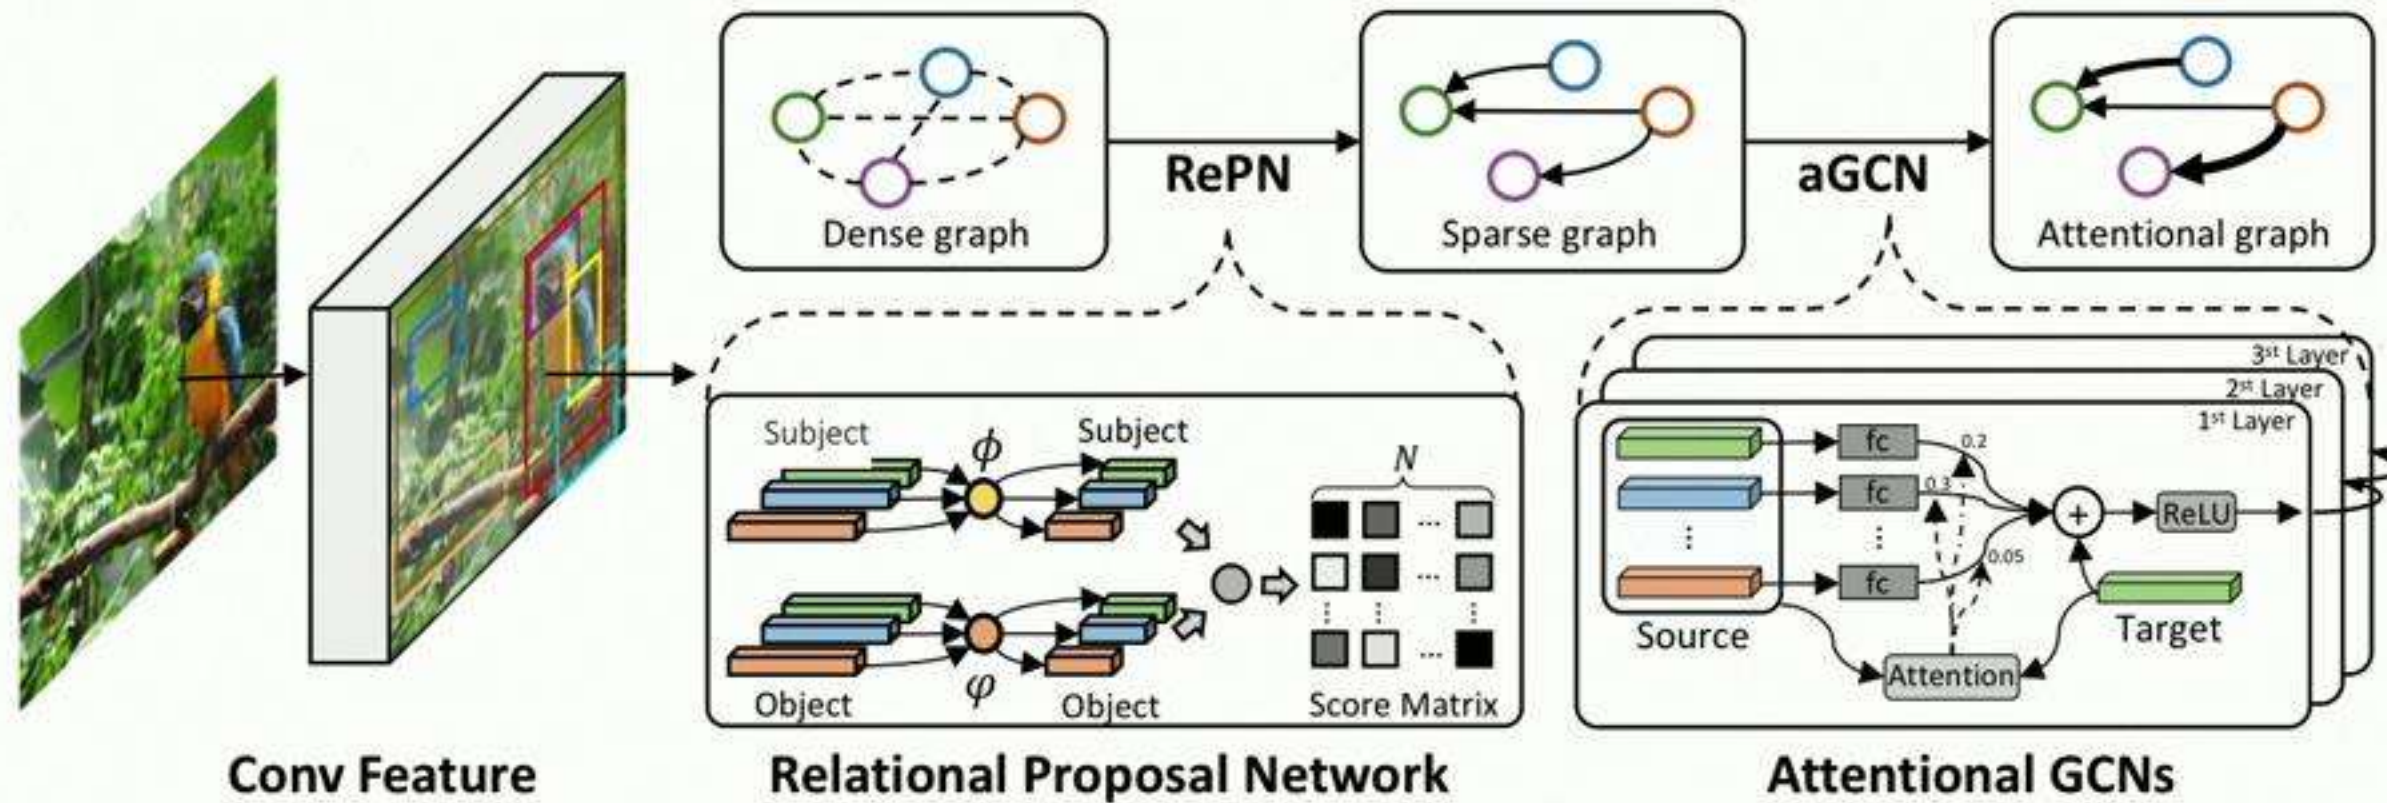 Dense graph
RePN
Sparse graph
aGCN
Attentional graph
Subject
ϕ
Subject
N
...
...
...
Object
φ
Object
Score Matrix
3st Layer
2st Layer
1st Layer
fc
0.2
fc
0.3
fc
0.05
+
ReLU
Source
Target
Attention
Conv Feature
Relational Proposal Network
Attentional GCNs